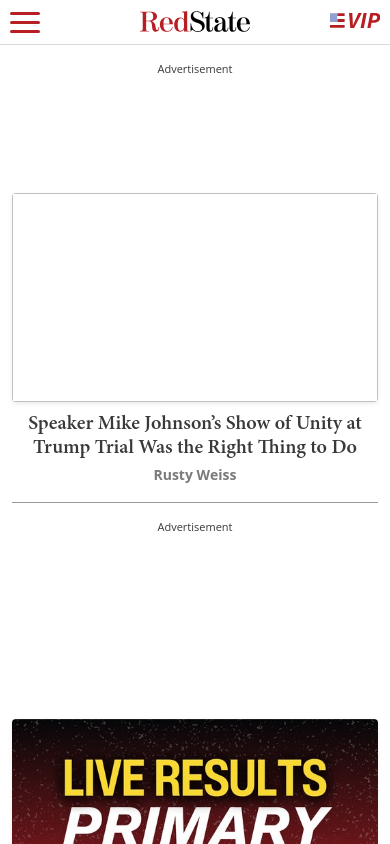 RedState
VIP
Advertisement
Speaker Mike Johnson’s Show of Unity at
Trump Trial Was the Right Thing to Do
Rusty Weiss
Advertisement
LIVE RESULTS
PRIMARY